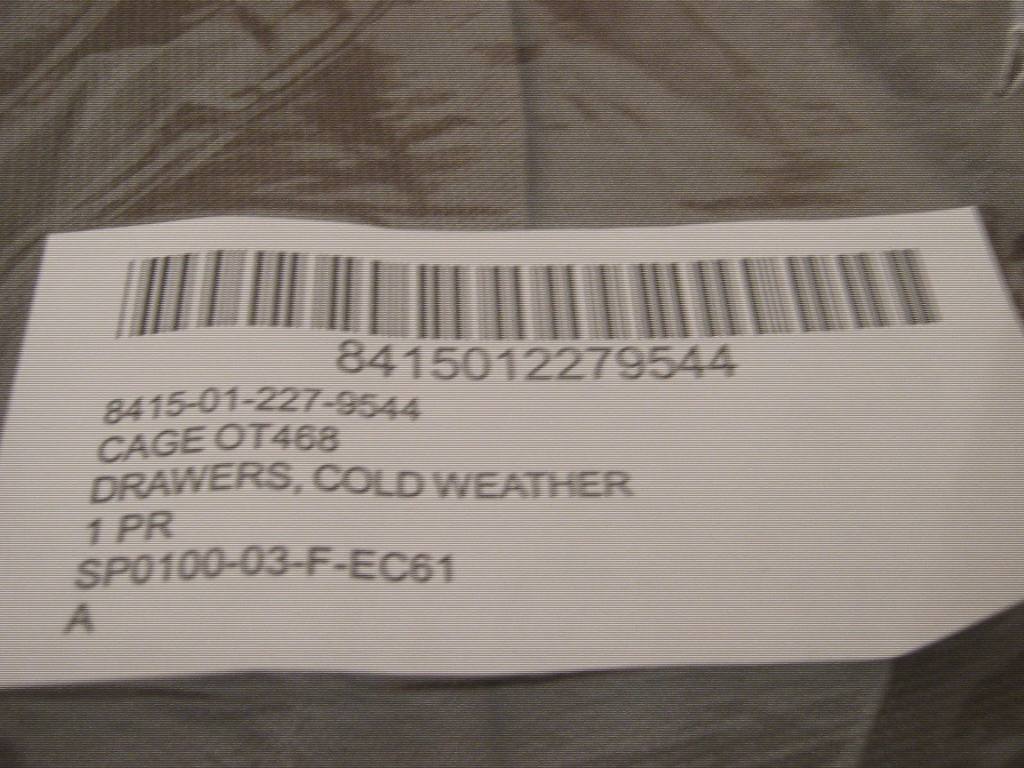 8415012279544
8415-01-227-9544
CAGE OT468
DRAWERS, COLD WEATHER
1 PR
SP0100-03-F-EC61
A